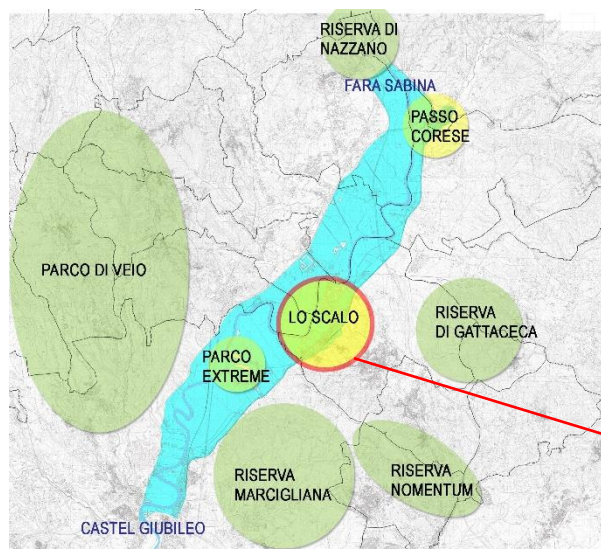 RISERVA DI
NAZZANO
FARA SABINA
PASSO
CORESE
PARCO DI VEIO
LO SCALO
RISERVA
DI GATTACECA
PARCO
EXTREME
RISERVA
MARCIGLIANA
RISERVA
NOMENTUM
CASTEL GIUBILEO